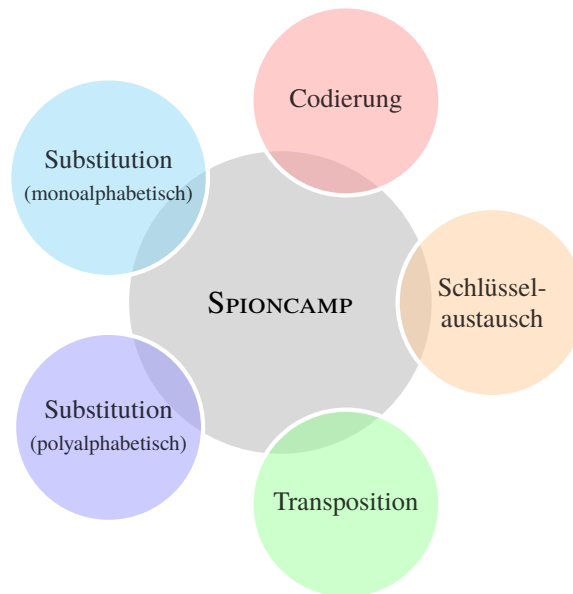 Codierung
Substitution
(monoalphabetisch)
Schlüssel-
austausch
SPIONCAMP
Substitution
(polyalphabetisch)
Transposition